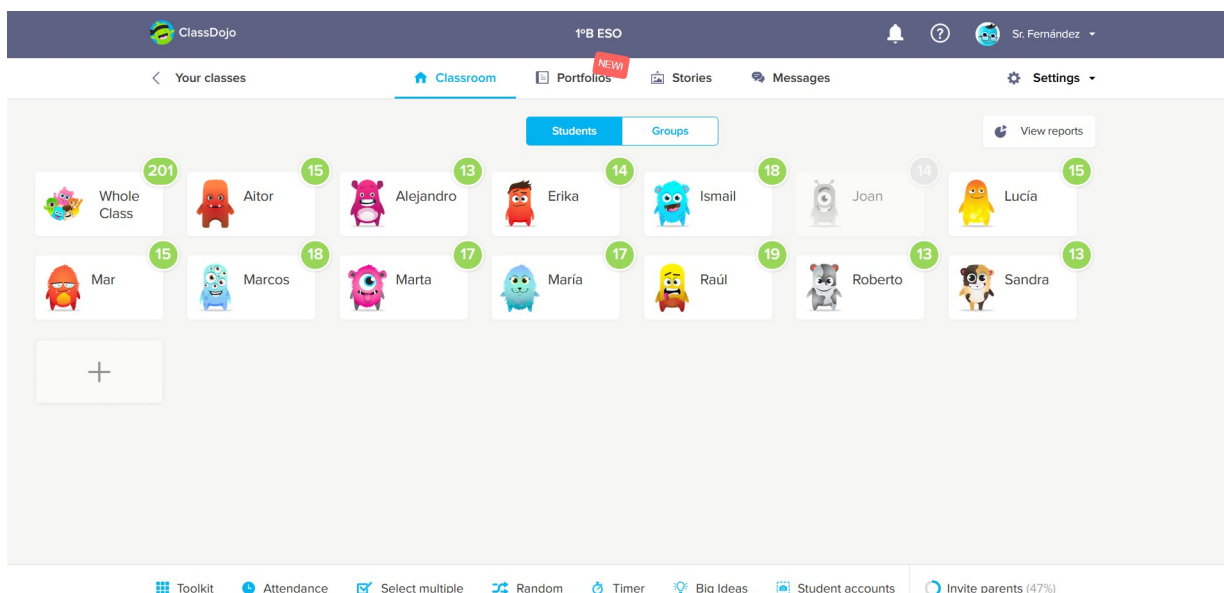 ClassDojo
1ºB ESO
Sr. Fernández
Your classes
Classroom
Portfolios
NEW!
Stories
Messages
Settings
Students
Groups
View reports
201
Whole
Class
15
Aitor
13
Alejandro
14
Erika
18
Ismail
14
Joan
15
Lucía
15
Mar
18
Marcos
17
Marta
17
María
19
Raúl
13
Roberto
13
Sandra
Toolkit
Attendance
Select multiple
Random
Timer
Big Ideas
Student accounts
Invite parents (47%)